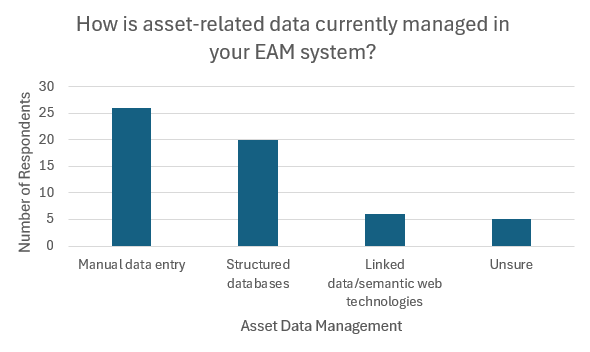 How is asset-related data currently managed in
your EAM system?
Number of Respondents
30
25
20
15
10
5
0
Manual data entry
Structured
databases
Linked
data/semantic web
technologies
Unsure
Asset Data Management